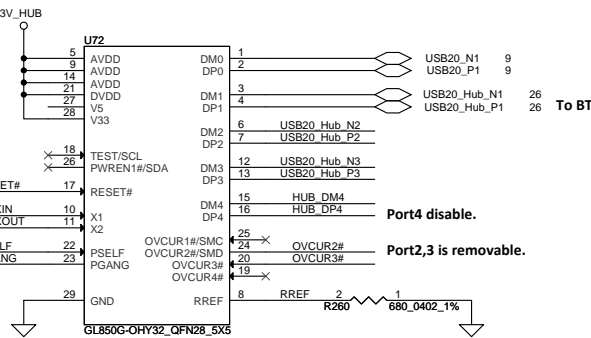 3V_HUB
U72
5 AVDD DM0 1 USB20_N1 9
9 AVDD DP0 2 USB20_P1 9
14 AVDD
21 DVDD DM1 3 USB20_Hub_N1 26
27 V5 DP1 4 USB20_Hub_P1 26 To BT
28 V33
DM2 6 USB20_Hub_N2
DP2 7 USB20_Hub_P2
18 TEST/SCL
26 PWREN1#/SDA DM3 12 USB20_Hub_N3
DP3 13 USB20_Hub_P3
ET# 17 RESET#
DM4 15 HUB_DM4
KIN 10 X1 DP4 16 HUB_DP4 Port4 disable.
KOUT 11 X2
OVCUR1#/SMC 25
LF 22 PSELF OVCUR2#/SMD 24 OVCUR2# Port2,3 is removable.
NG 23 PGANG OVCUR3# 20 OVCUR3#
OVCUR4# 19
29 GND RREF 8 RREF 2 1
R260 680_0402_1%
GL850G-OHY32_QFN28_5X5